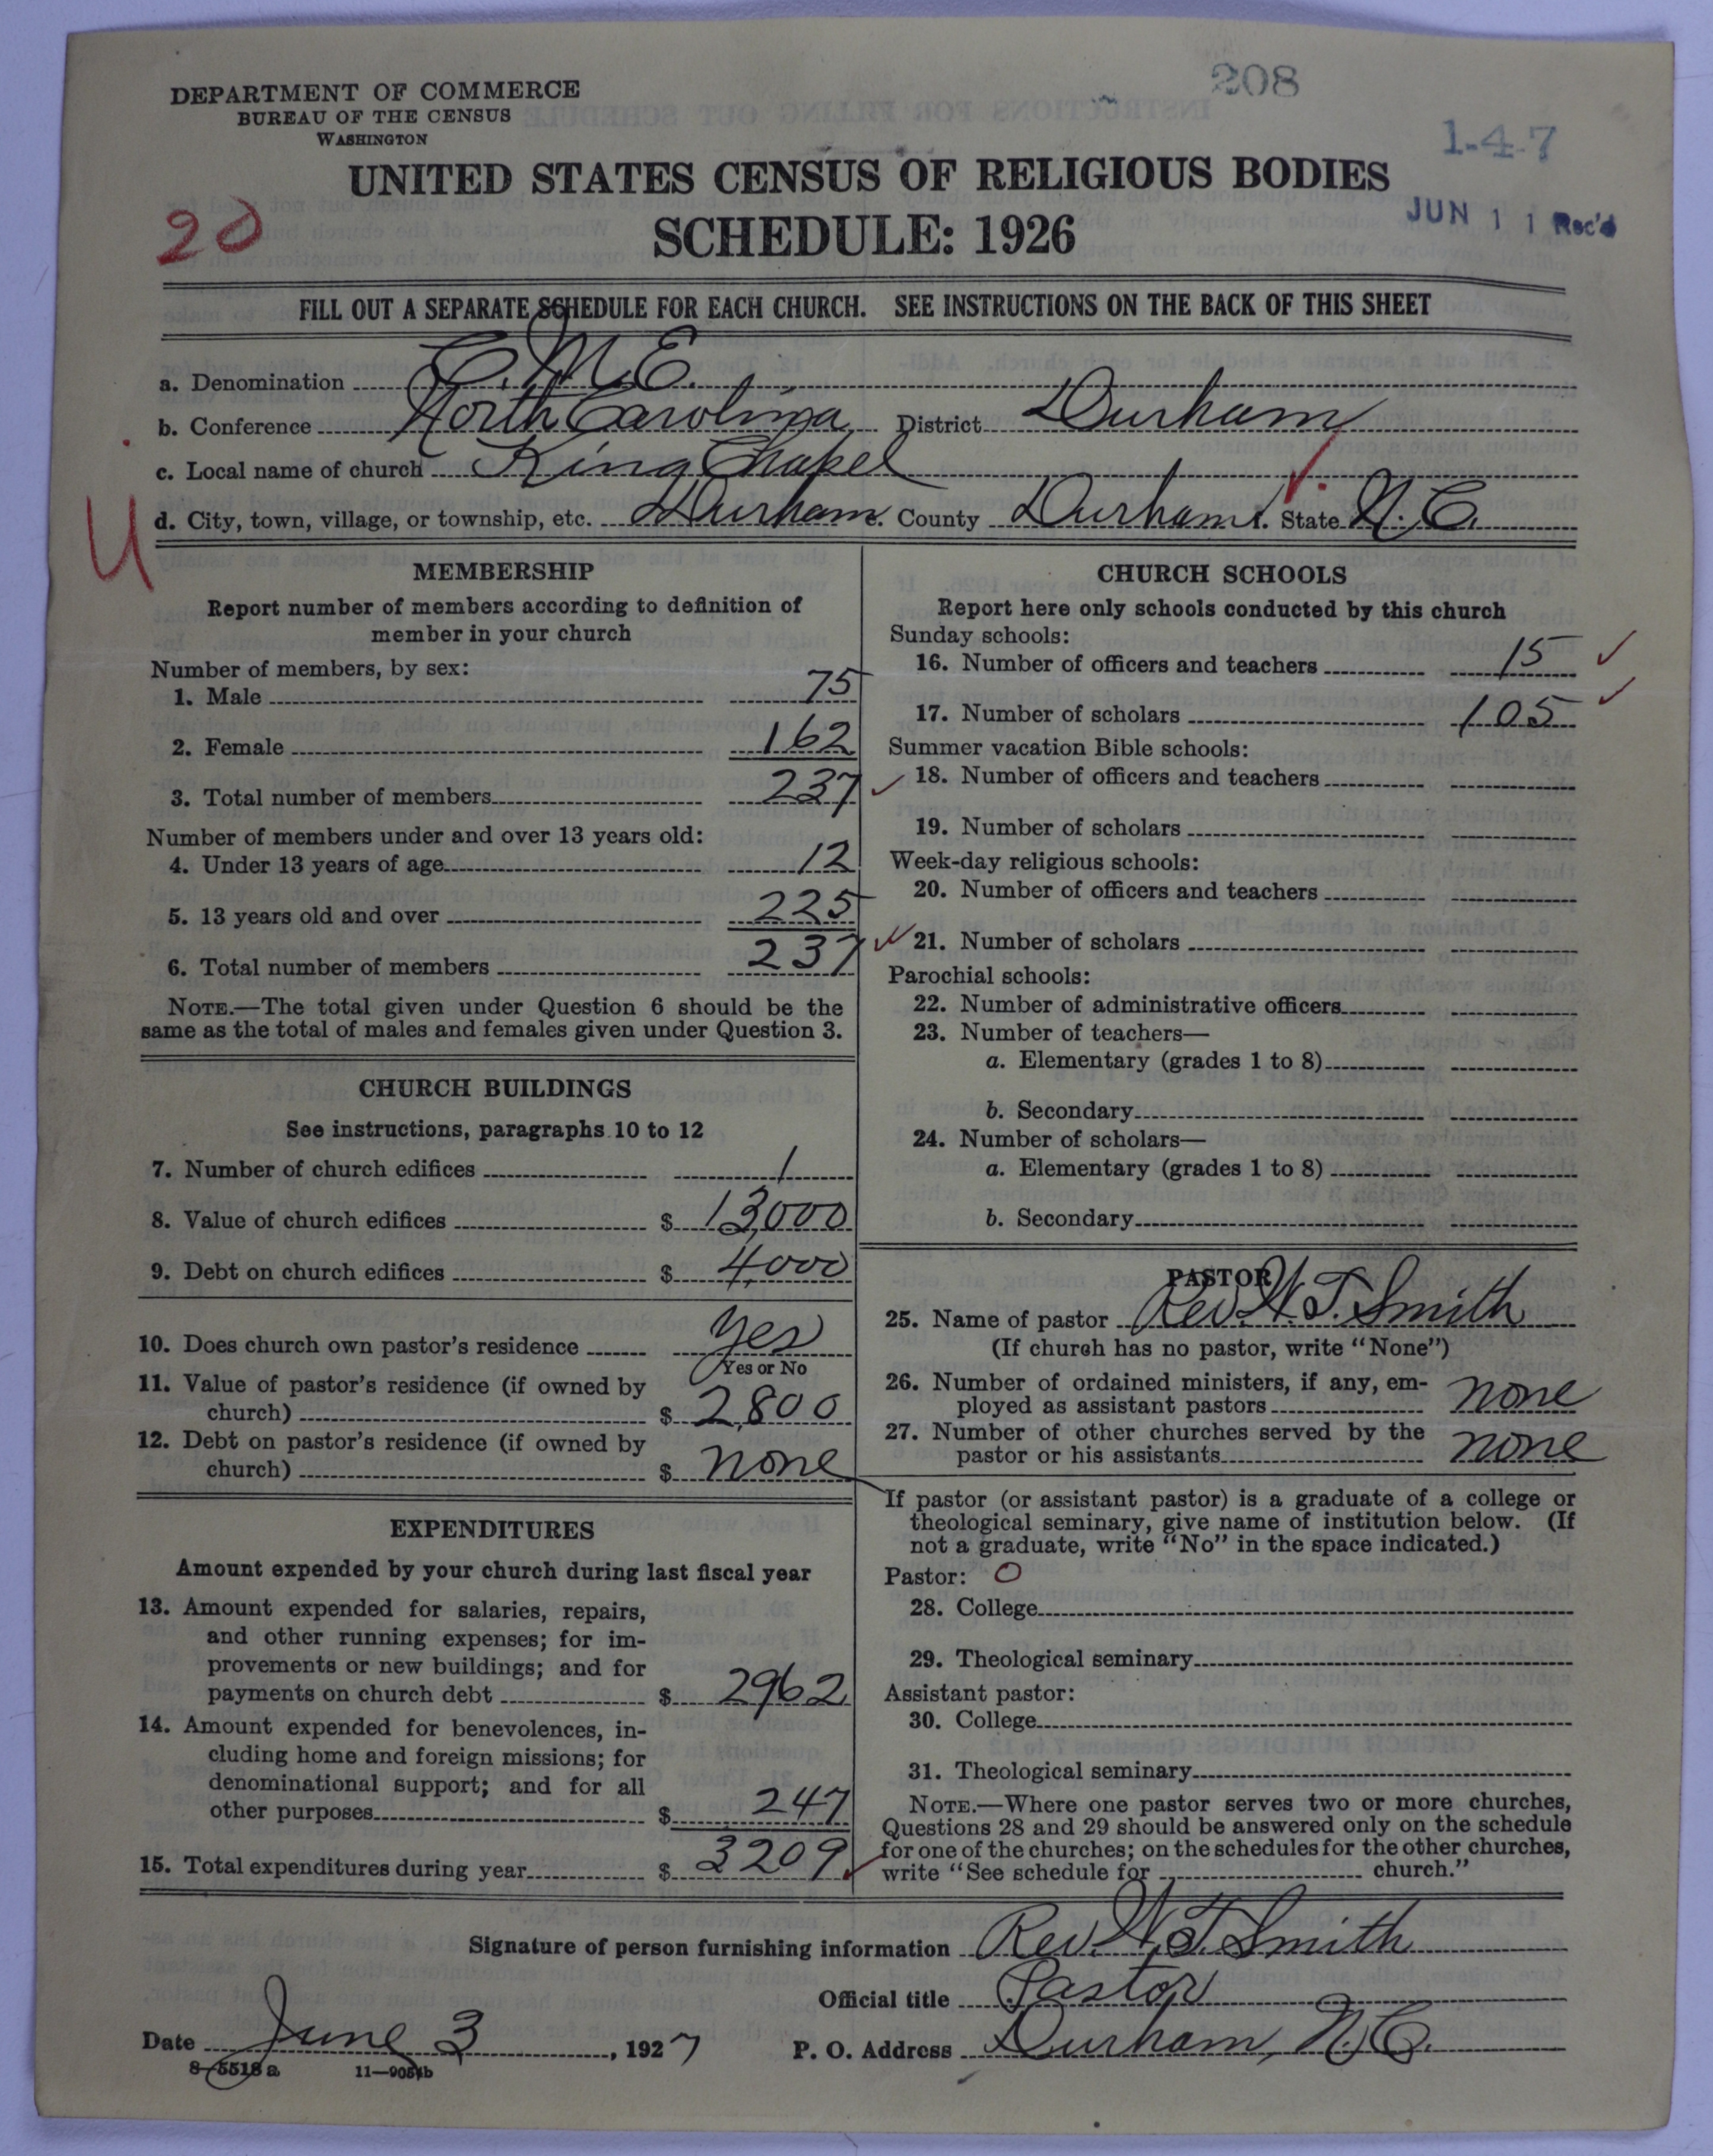 208
DEPARTMENT OF COMMERCE
BUREAU OF THE CENSUS
WASHINGTON
1-4-7
UNITED STATES CENSUS OF RELIGIOUS BODIES
JUN 11 Rec'd
20
SCHEDULE: 1926
FILL OUT A SEPARATE SCHEDULE FOR EACH CHURCH. SEE INSTRUCTIONS ON THE BACK OF THIS SHEET
a. Denomination C.M.E.
b. Conference North Carolina District Durham
c. Local name of church King Chapel
U
d. City, town, village, or township, etc. Durham e. County Durham f. State N.C.
MEMBERSHIP
Report number of members according to definition of
member in your church
Number of members, by sex:
1. Male 75
2. Female 162
3. Total number of members 237
Number of members under and over 13 years old:
4. Under 13 years of age 12
5. 13 years old and over 225
6. Total number of members 237
NOTE.—The total given under Question 6 should be the
same as the total of males and females given under Question 3.
CHURCH BUILDINGS
See instructions, paragraphs 10 to 12
7. Number of church edifices 1
8. Value of church edifices $ 13,000
9. Debt on church edifices $ 4,000
10. Does church own pastor's residence Yes
Yes or No
11. Value of pastor's residence (if owned by
church) $ 2,800
12. Debt on pastor's residence (if owned by
church) $ none
EXPENDITURES
Amount expended by your church during last fiscal year
13. Amount expended for salaries, repairs,
and other running expenses; for im-
provements or new buildings; and for
payments on church debt $ 2962
14. Amount expended for benevolences, in-
cluding home and foreign missions; for
denominational support; and for all
other purposes $ 247
15. Total expenditures during year $ 3209
CHURCH SCHOOLS
Report here only schools conducted by this church
Sunday schools:
16. Number of officers and teachers 15
17. Number of scholars 105
Summer vacation Bible schools:
18. Number of officers and teachers
19. Number of scholars
Week-day religious schools:
20. Number of officers and teachers
21. Number of scholars
Parochial schools:
22. Number of administrative officers
23. Number of teachers—
a. Elementary (grades 1 to 8)
b. Secondary
24. Number of scholars—
a. Elementary (grades 1 to 8)
b. Secondary
PASTOR
25. Name of pastor Rev. W. T. Smith
(If church has no pastor, write "None")
26. Number of ordained ministers, if any, em-
ployed as assistant pastors none
27. Number of other churches served by the
pastor or his assistants none
If pastor (or assistant pastor) is a graduate of a college or
theological seminary, give name of institution below. (If
not a graduate, write "No" in the space indicated.)
Pastor: O
28. College
29. Theological seminary
Assistant pastor:
30. College
31. Theological seminary
NOTE.—Where one pastor serves two or more churches,
Questions 28 and 29 should be answered only on the schedule
for one of the churches; on the schedules for the other churches,
write "See schedule for church."
Signature of person furnishing information Rev. W. T. Smith
Official title Pastor
Date June 3, 1927 P. O. Address Durham, N.C.
8-5518 a 11—9054b